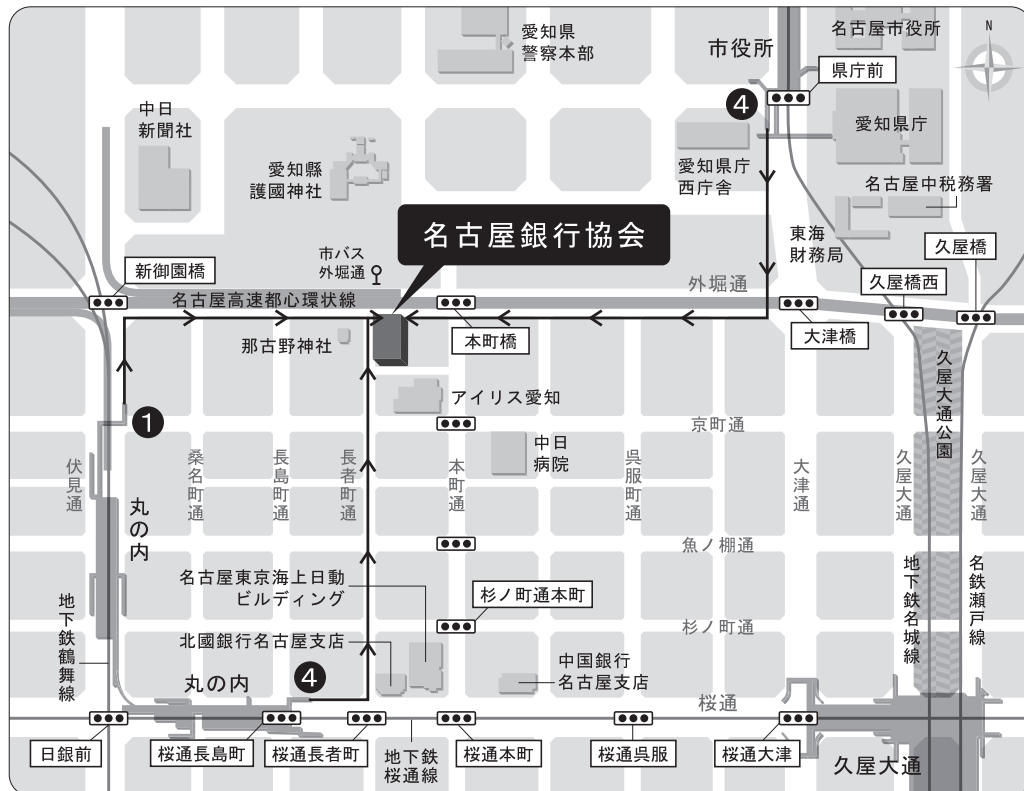 愛知県
警察本部
市役所
名古屋市役所
N
県庁前
4
中日
新聞社
愛知県庁
愛知縣
護國神社
愛知県庁
西庁舎
名古屋中税務署
名古屋銀行協会
東海
財務局
久屋橋
市バス
外堀通
新御園橋
外堀通
久屋橋西
名古屋高速都心環状線
本町橋
大津橋
那古野神社
久屋大通公園
アイリス愛知
1
京町通
中日
病院
伏見通
桑名町通
長島町通
長者町通
本町通
呉服町通
大津通
久屋大通
久屋大通
丸の内
魚ノ棚通
地下鉄名城線
名鉄瀬戸線
名古屋東京海上日動
ビルディング
杉ノ町通本町
地下鉄鶴舞線
杉ノ町通
北國銀行名古屋支店
中国銀行
名古屋支店
丸の内
4
桜通
日銀前
桜通長島町
桜通長者町
地下鉄
桜通線
桜通本町
桜通呉服
桜通大津
久屋大通